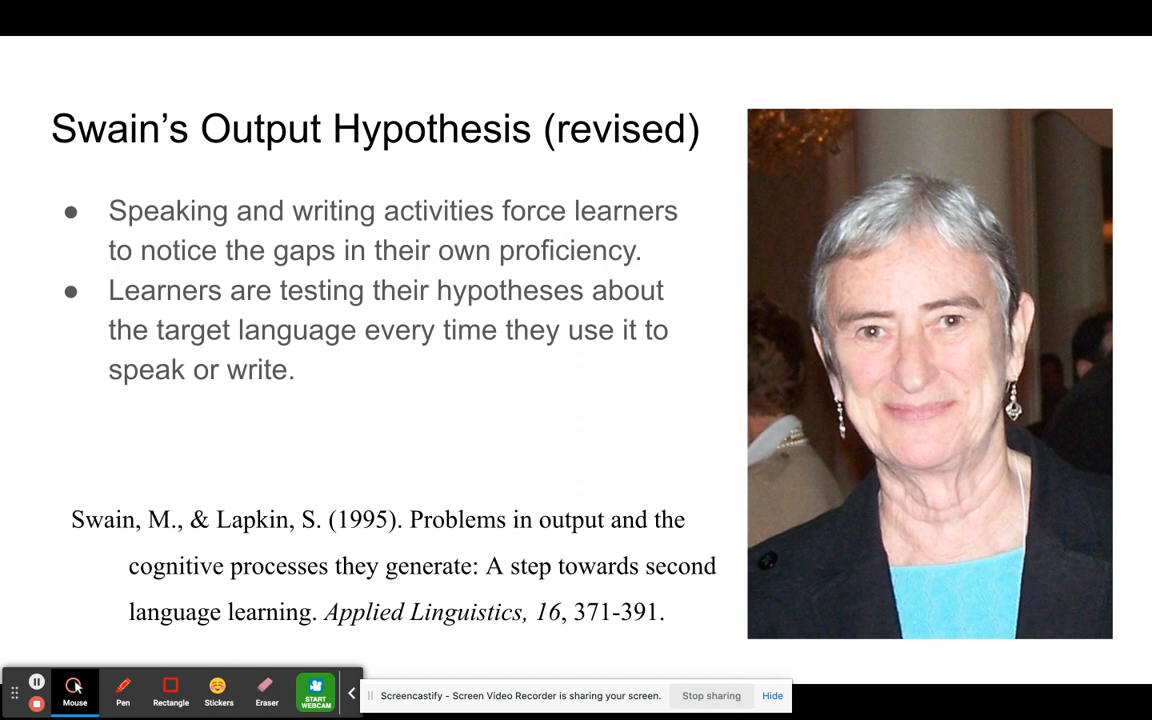 Swain’s Output Hypothesis (revised)
● Speaking and writing activities force learners
to notice the gaps in their own proficiency.
● Learners are testing their hypotheses about
the target language every time they use it to
speak or write.
Swain, M., & Lapkin, S. (1995). Problems in output and the
cognitive processes they generate: A step towards second
language learning. Applied Linguistics, 16, 371-391.
Mouse
Pen
Rectangle
Stickers
Eraser
START
WEBCAM
Screencastify - Screen Video Recorder is sharing your screen.
Stop sharing
Hide